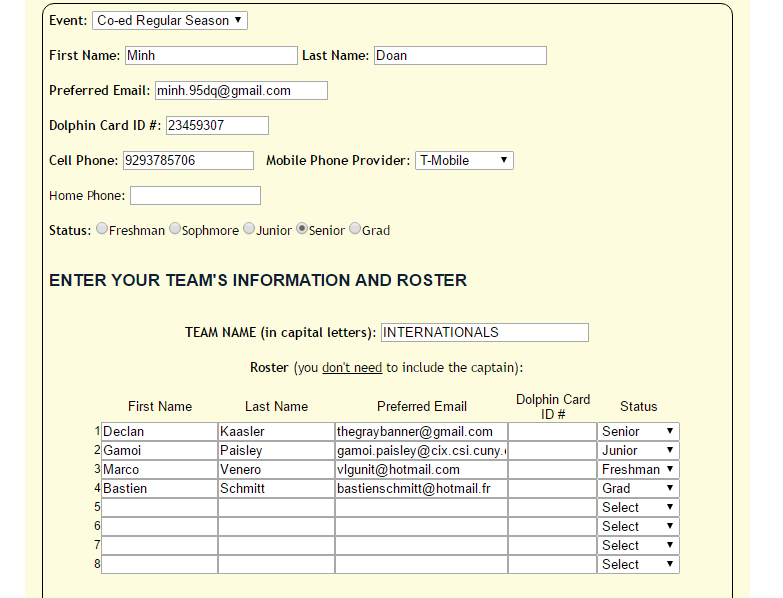 Event: Co-ed Regular Season
First Name: Minh Last Name: Doan
Preferred Email: minh.95dq@gmail.com
Dolphin Card ID #: 23459307
Cell Phone: 9293785706 Mobile Phone Provider: T-Mobile
Home Phone:
Status: Freshman Sophmore Junior Senior Grad
ENTER YOUR TEAM'S INFORMATION AND ROSTER
TEAM NAME (in capital letters): INTERNATIONALS
Roster (you don't need to include the captain):
First Name Last Name Preferred Email Dolphin Card ID # Status
1 Declan Kaasler thegraybanner@gmail.com Senior
2 Gamoi Paisley gamoi.paisley@cix.csi.cuny. Junior
3 Marco Venero vlgunit@hotmail.com Freshman
4 Bastien Schmitt bastienschmitt@hotmail.fr Grad
5 Select
6 Select
7 Select
8 Select